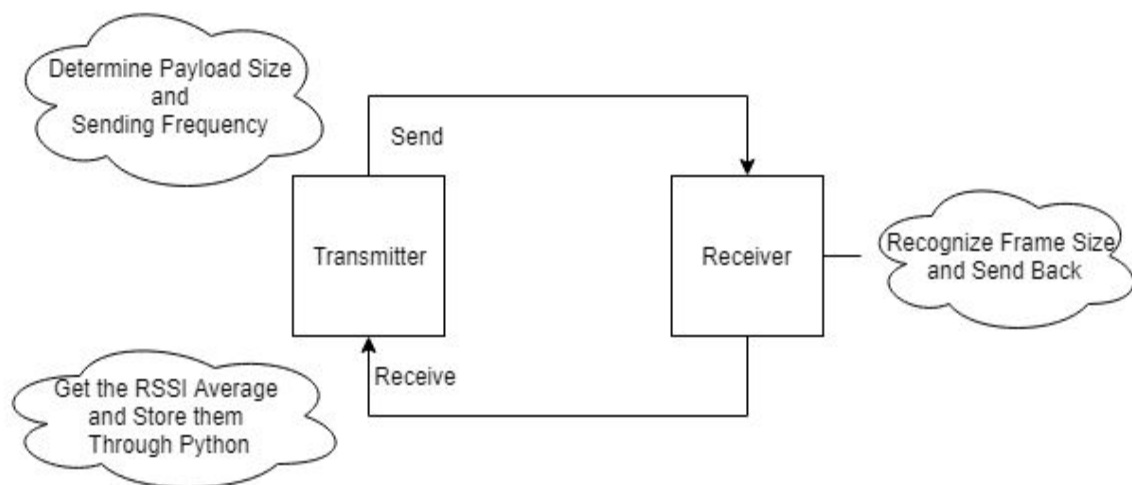 Determine Payload Size
and
Sending Frequency
Send
Transmitter
Receiver
Recognize Frame Size
and Send Back
Receive
Get the RSSI Average
and Store them
Through Python